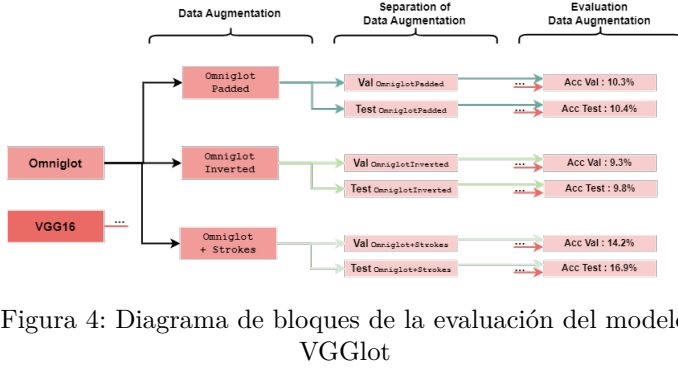 Data Augmentation
Separation of
Data Augmentation
Evaluation
Data Augmentation
Omniglot
Padded
Val OmniglotPadded
...
Acc Val : 10.3%
Test OmniglotPadded
Acc Test : 10.4%
Omniglot
Omniglot
Inverted
Val OmniglotInverted
...
Acc Val : 9.3%
Test OmniglotInverted
...
Acc Test : 9.8%
VGG16
...
Omniglot
+ Strokes
Val Omniglot+Strokes
...
Acc Val : 14.2%
Test Omniglot+Strokes
...
Acc Test : 16.9%
Figura 4: Diagrama de bloques de la evaluación del modelo
VGGlot